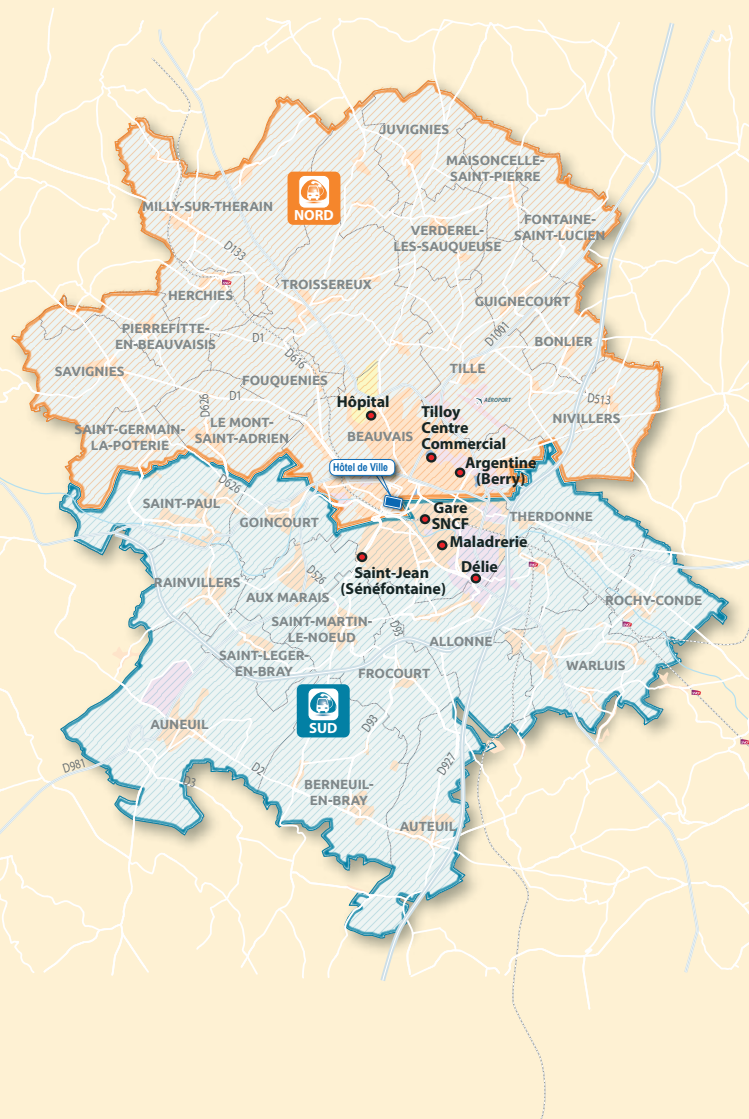 JUVIGNIES
MAISONCELLE-
SAINT-PIERRE
NORD
MILLY-SUR-THERAIN
FONTAINE-
SAINT-LUCIEN
VERDEREL-
LES-SAUQUEUSE
D133
TROISSEREUX
HERCHIES
GUIGNECOURT
PIERREFITTE-
EN-BEAUVAISIS
D1
D616
D1001
BONLIER
SAVIGNIES
TILLE
FOUQUENIES
D1
D626
AÉROPORT
D513
Hôpital
Tilloy
Centre
Commercial
NIVILLERS
LE MONT-
SAINT-ADRIEN
SAINT-GERMAIN-
LA-POTERIE
BEAUVAIS
Hôtel de Ville
Argentine
(Berry)
D626
SAINT-PAUL
GOINCOURT
Gare
SNCF
THERDONNE
Maladrerie
Saint-Jean
(Sénéfontaine)
Délie
RAINVILLERS
D526
AUX MARAIS
ROCHY-CONDE
SAINT-MARTIN-
LE-NOEUD
D93
ALLONNE
SAINT-LEGER-
EN-BRAY
FROCOURT
WARLUIS
SUD
AUNEUIL
D93
D981
D3
D2
D927
BERNEUIL-
EN-BRAY
AUTEUIL